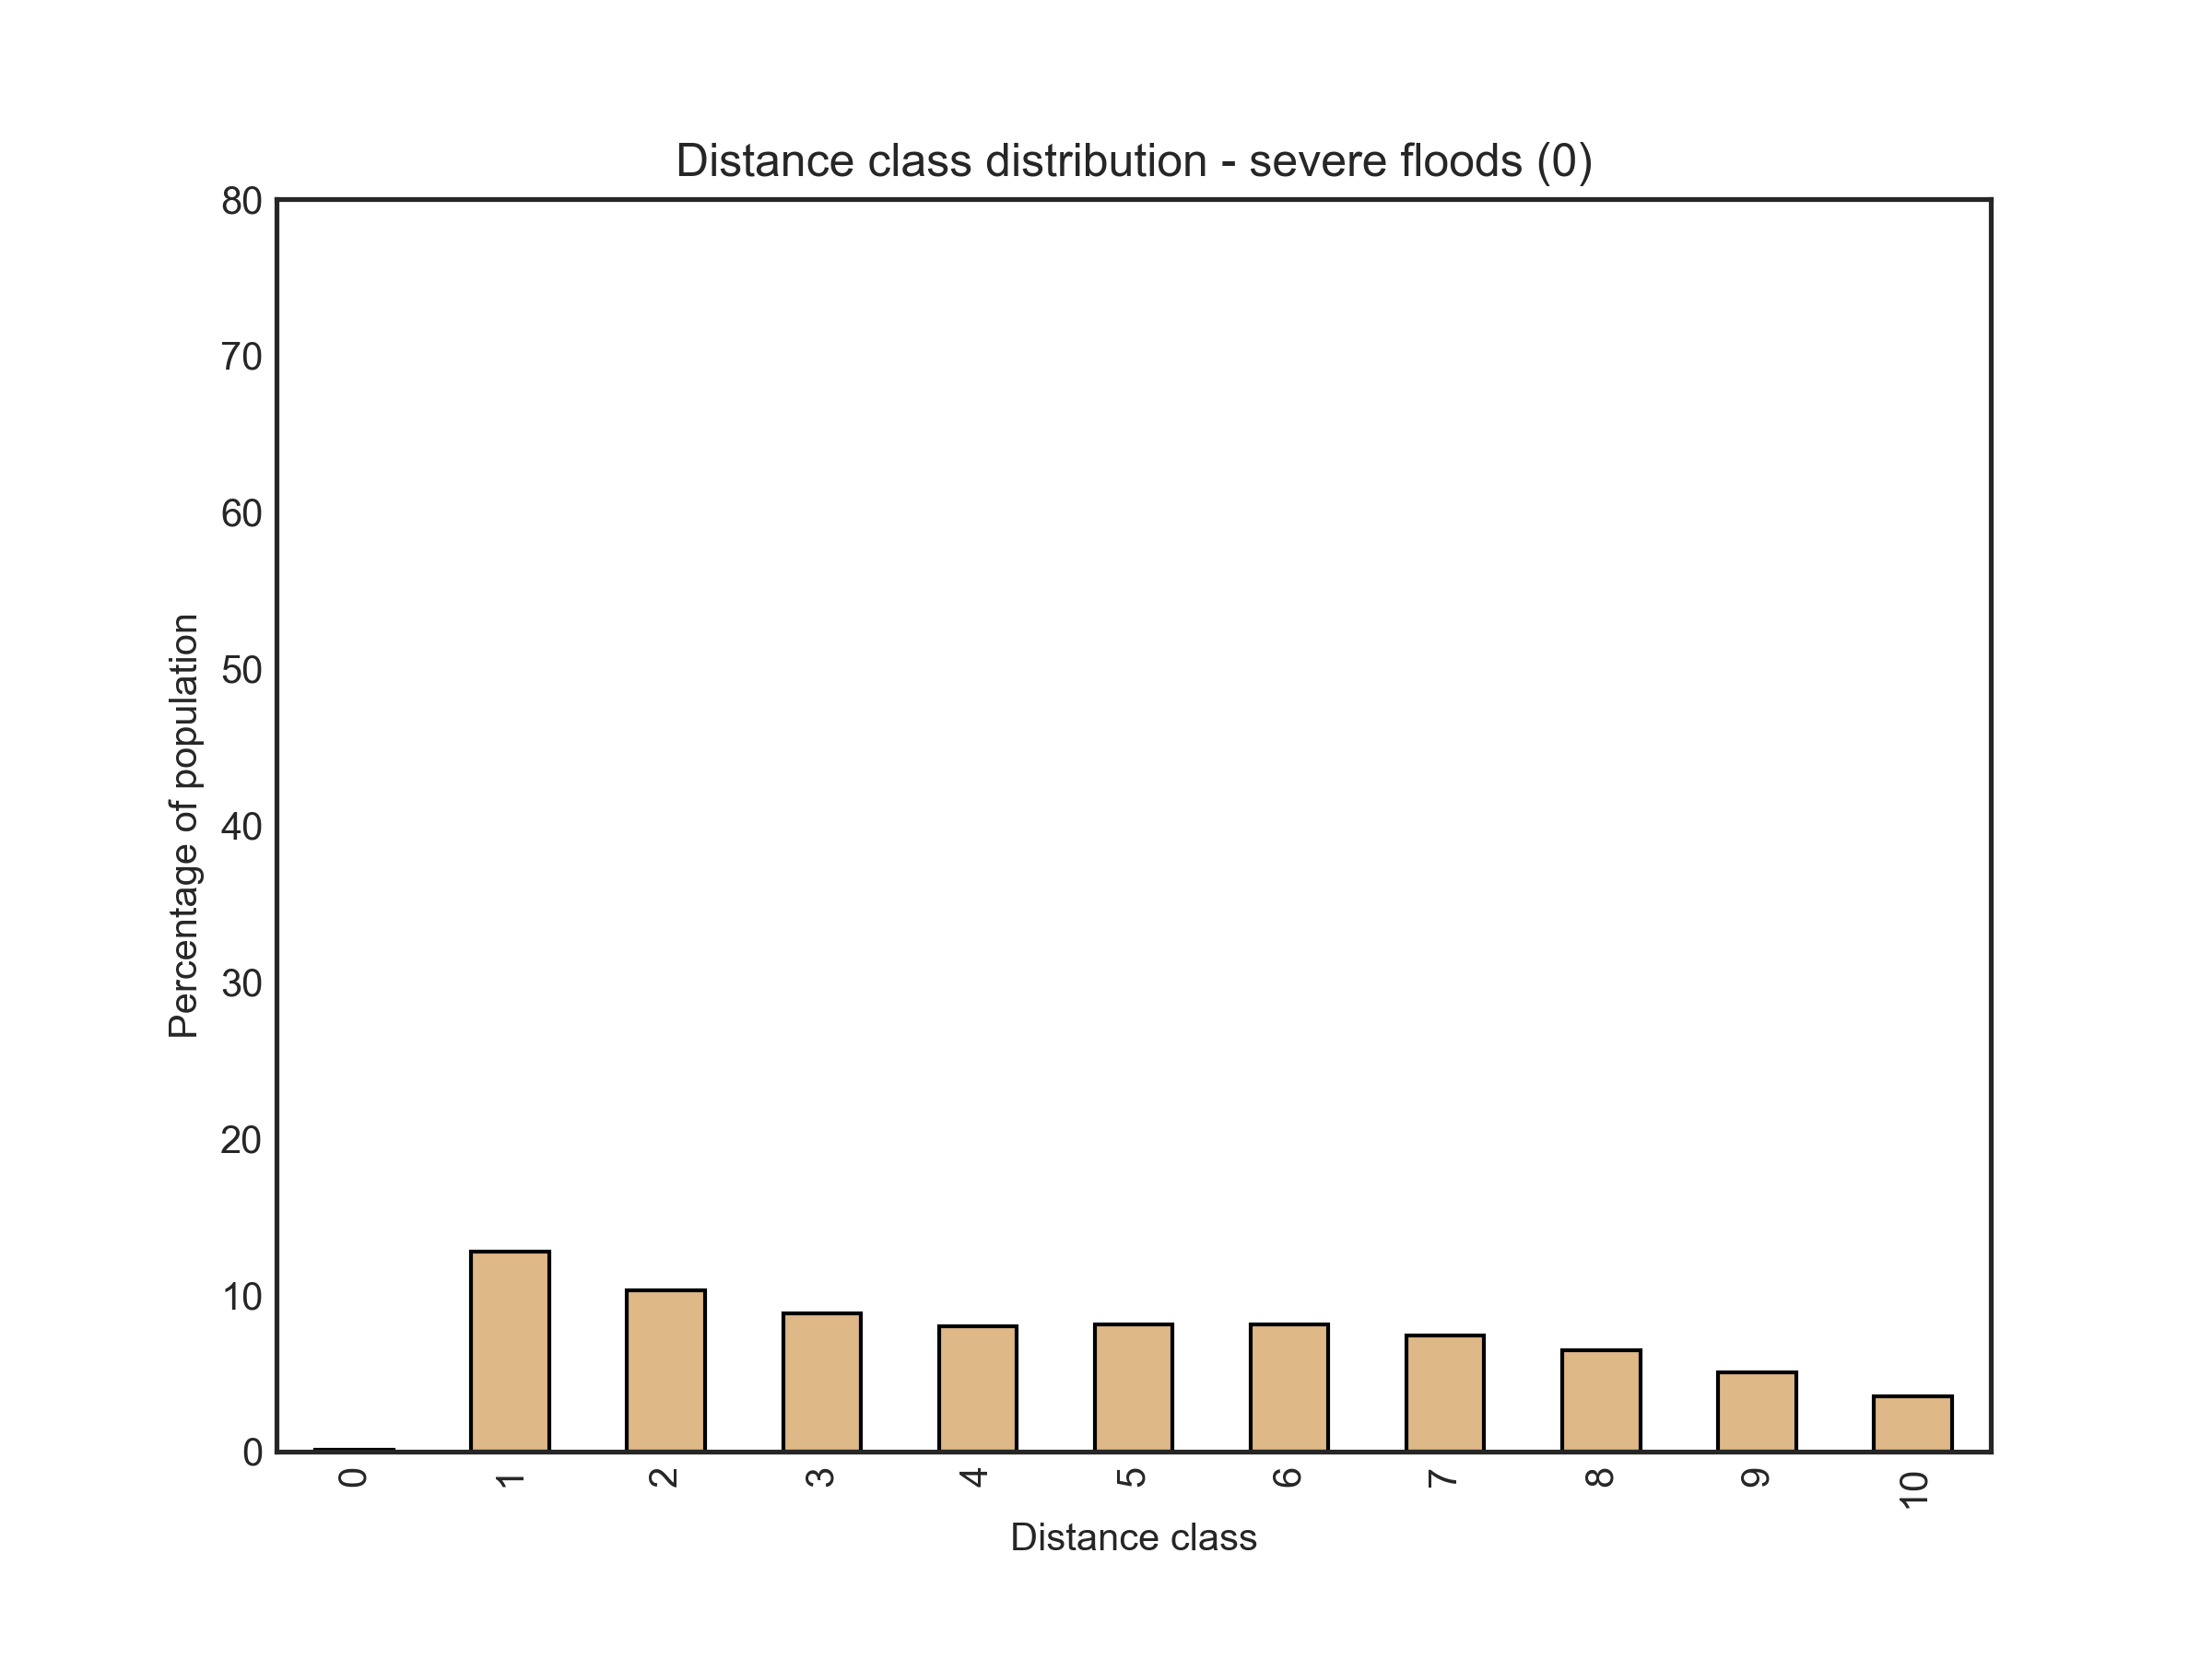 Distance class distribution - severe floods (0)
80
70
60
50
40
30
20
10
0
Percentage of population
0 1 2 3 4 5 6 7 8 9 10
Distance class